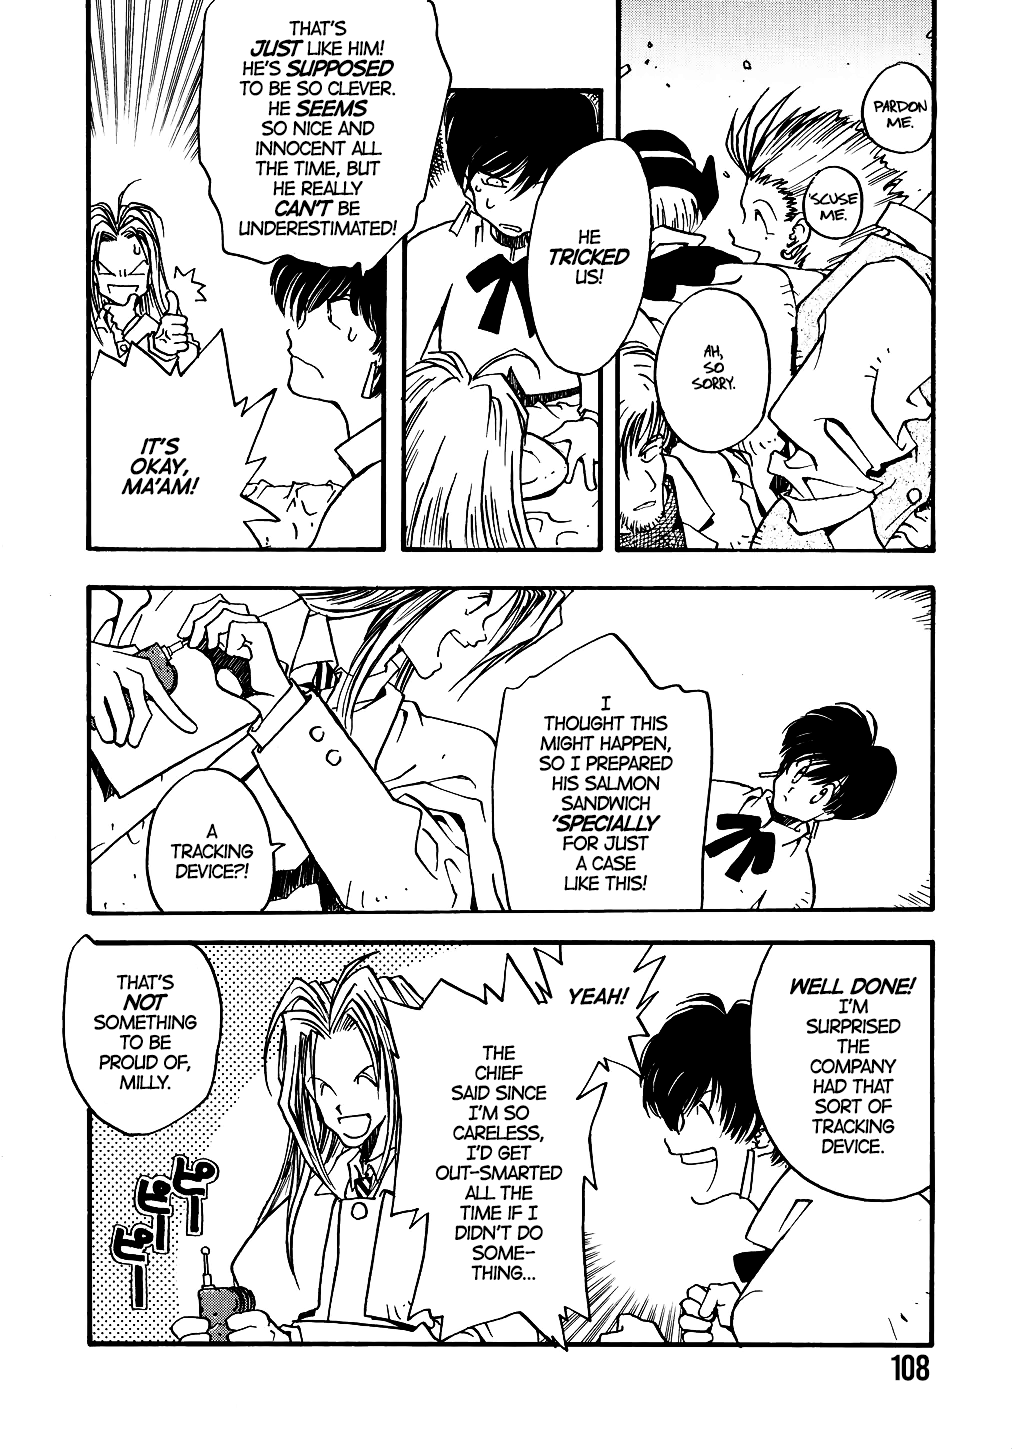 PARDON
ME.
'SCUSE
ME.
AH,
SO
SORRY.
HE
TRICKED
US!
THAT'S
JUST LIKE HIM!
HE'S SUPPOSED
TO BE SO CLEVER.
HE SEEMS
SO NICE AND
INNOCENT ALL
THE TIME, BUT
HE REALLY
CAN'T BE
UNDERESTIMATED!
IT'S
OKAY,
MA'AM!
I
THOUGHT THIS
MIGHT HAPPEN,
SO I PREPARED
HIS SALMON
SANDWICH
'SPECIALLY
FOR JUST
A CASE
LIKE THIS!
A
TRACKING
DEVICE?!
WELL DONE!
I'M
SURPRISED
THE
COMPANY
HAD THAT
SORT OF
TRACKING
DEVICE.
YEAH!
THE
CHIEF
SAID SINCE
I'M SO
CARELESS,
I'D GET
OUT-SMARTED
ALL THE
TIME IF I
DIDN'T DO
SOME-
THING...
THAT'S
NOT
SOMETHING
TO BE
PROUD OF,
MILLY.
ピー
ピー
ピー
108